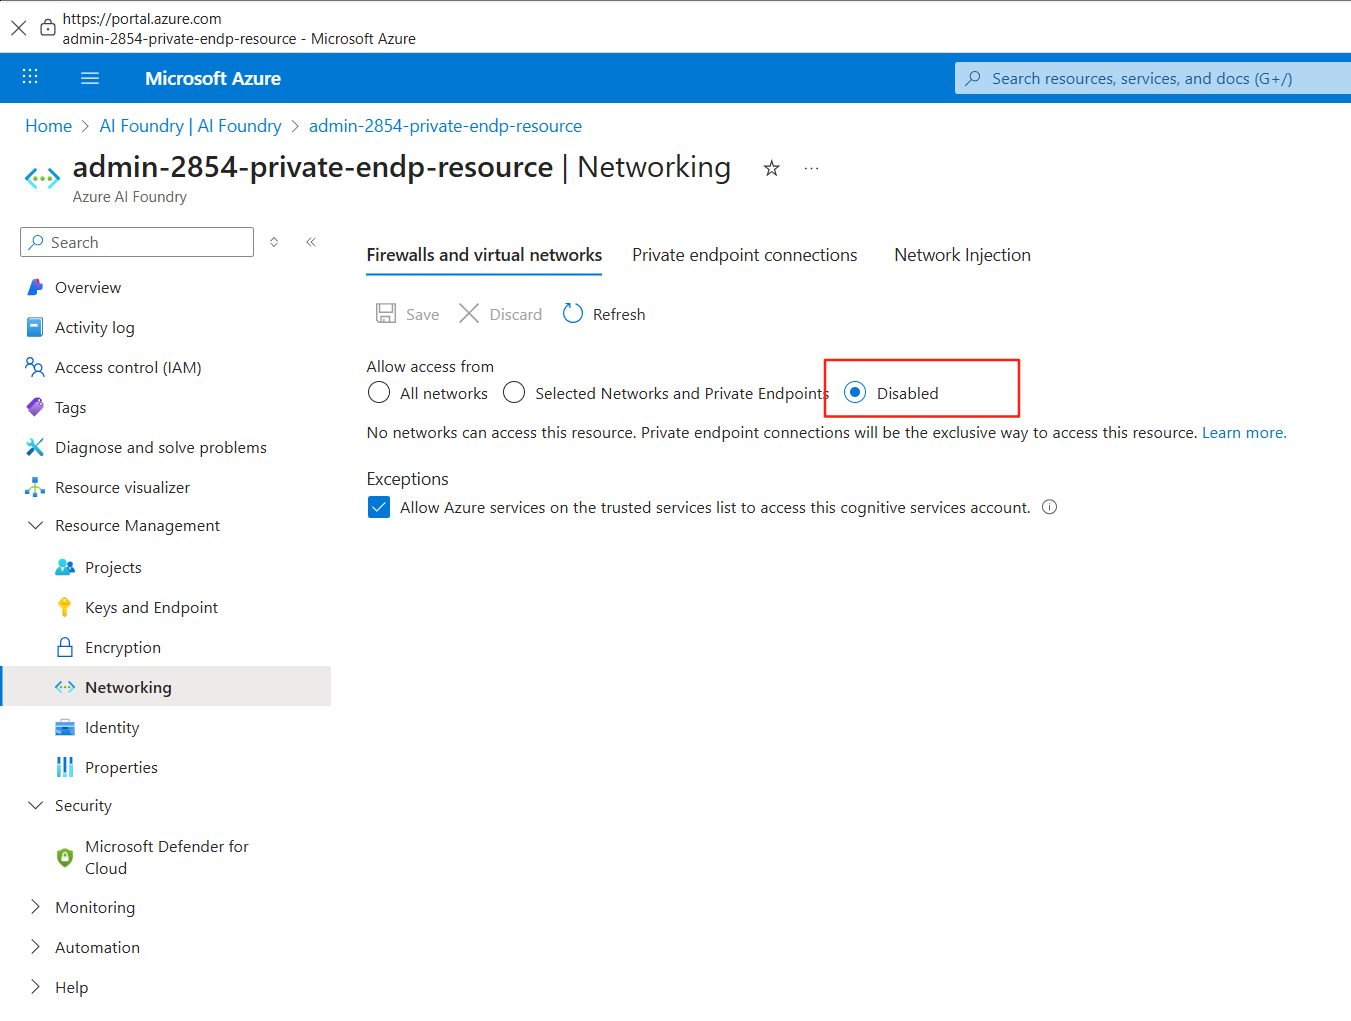 https://portal.azure.com
admin-2854-private-endp-resource - Microsoft Azure
Microsoft Azure
Search resources, services, and docs (G+/)
Home > AI Foundry | AI Foundry > admin-2854-private-endp-resource
admin-2854-private-endp-resource | Networking
Azure AI Foundry
Search
Firewalls and virtual networks
Private endpoint connections
Network Injection
Save
Discard
Refresh
Allow access from
All networks
Selected Networks and Private Endpoints
Disabled
No networks can access this resource. Private endpoint connections will be the exclusive way to access this resource. Learn more.
Exceptions
Allow Azure services on the trusted services list to access this cognitive services account.
Overview
Activity log
Access control (IAM)
Tags
Diagnose and solve problems
Resource visualizer
Resource Management
Projects
Keys and Endpoint
Encryption
Networking
Identity
Properties
Security
Microsoft Defender for
Cloud
Monitoring
Automation
Help